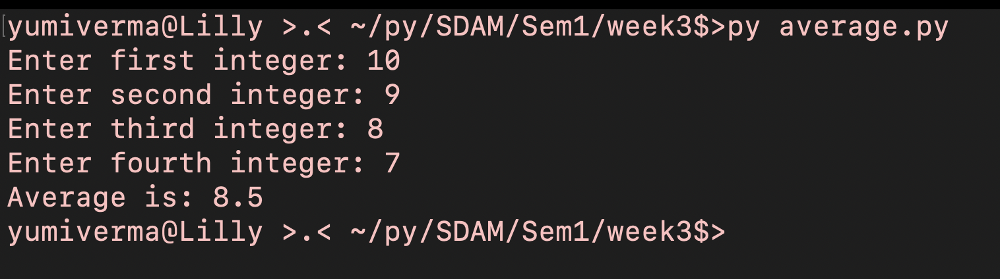 yumiverma@Lilly >.< ~/py/SDAM/Sem1/week3$>py average.py
Enter first integer: 10
Enter second integer: 9
Enter third integer: 8
Enter fourth integer: 7
Average is: 8.5
yumiverma@Lilly >.< ~/py/SDAM/Sem1/week3$>